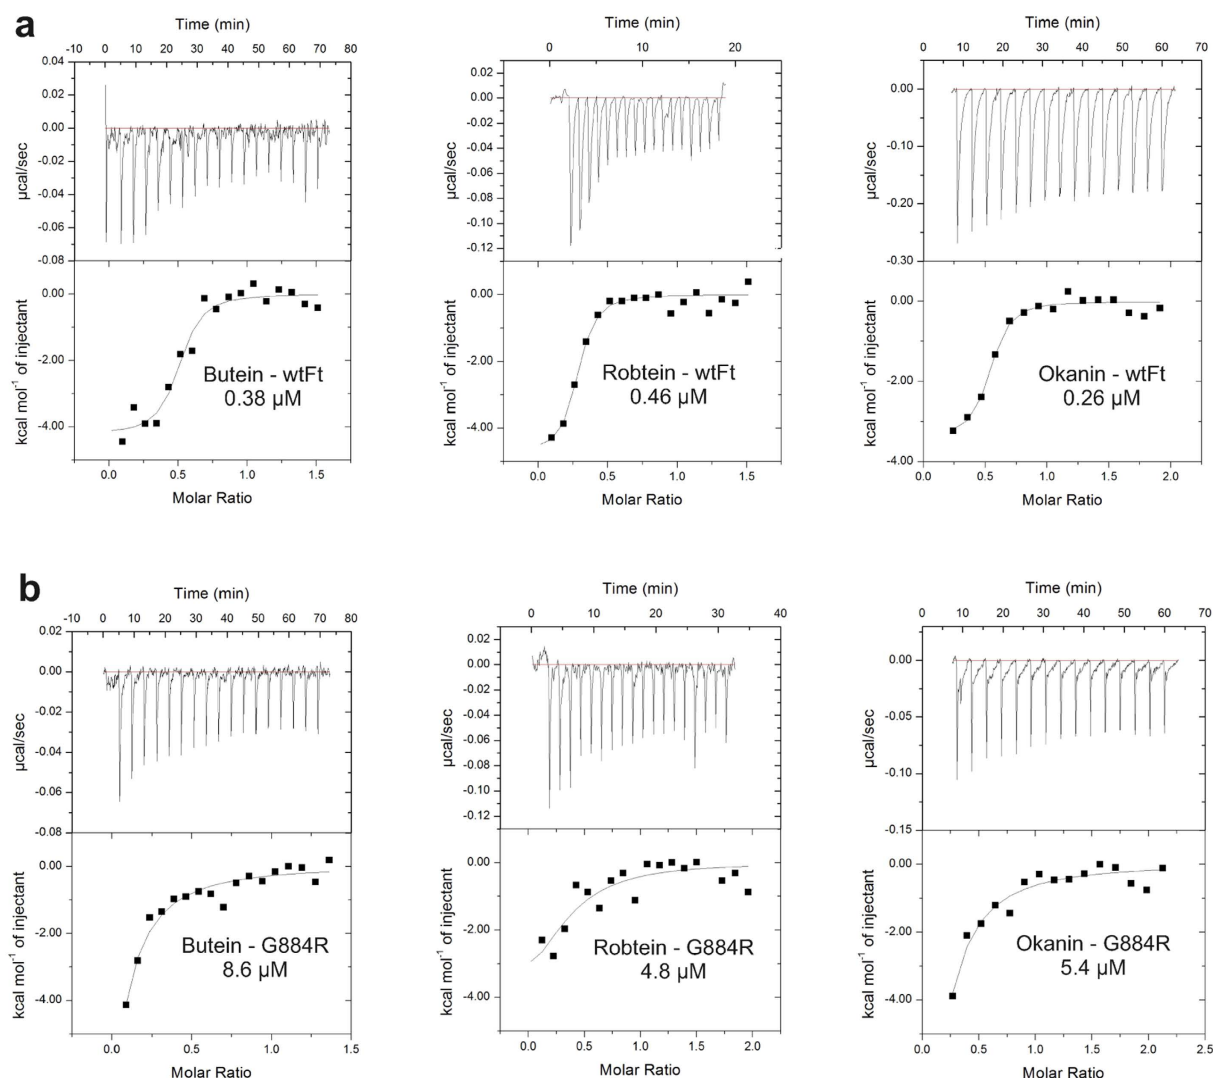 a
Time (min)
-10 0 10 20 30 40 50 60 70 80
0.04
0.02
0.00
-0.02
-0.04
-0.06
-0.08
µcal/sec
0.00
-2.00
-4.00
kcal mol⁻¹ of injectant
Butein - wtFt
0.38 µM
0.0 0.5 1.0 1.5
Molar Ratio
Time (min)
0 10 20
0.02
0.00
-0.02
-0.04
-0.06
-0.08
-0.10
-0.12
µcal/sec
0.00
-2.00
-4.00
kcal mol⁻¹ of injectant
Robtein - wtFt
0.46 µM
0.0 0.5 1.0 1.5
Molar Ratio
Time (min)
0 10 20 30 40 50 60 70
0.00
-0.10
-0.20
-0.30
µcal/sec
0.00
-2.00
-4.00
kcal mol⁻¹ of injectant
Okanin - wtFt
0.26 µM
0.0 0.5 1.0 1.5 2.0
Molar Ratio
b
Time (min)
-10 0 10 20 30 40 50 60 70 80
0.02
0.00
-0.02
-0.04
-0.06
-0.08
µcal/sec
0.00
-2.00
-4.00
kcal mol⁻¹ of injectant
Butein - G884R
8.6 µM
0.0 0.5 1.0 1.5
Molar Ratio
Time (min)
0 10 20 30 40
0.02
0.00
-0.02
-0.04
-0.06
-0.08
-0.10
-0.12
µcal/sec
0.00
-2.00
-4.00
kcal mol⁻¹ of injectant
Robtein - G884R
4.8 µM
0.0 0.5 1.0 1.5 2.0
Molar Ratio
Time (min)
0 10 20 30 40 50 60 70
0.00
-0.05
-0.10
-0.15
µcal/sec
0.00
-2.00
-4.00
kcal mol⁻¹ of injectant
Okanin - G884R
5.4 µM
0.0 0.5 1.0 1.5 2.0 2.5
Molar Ratio